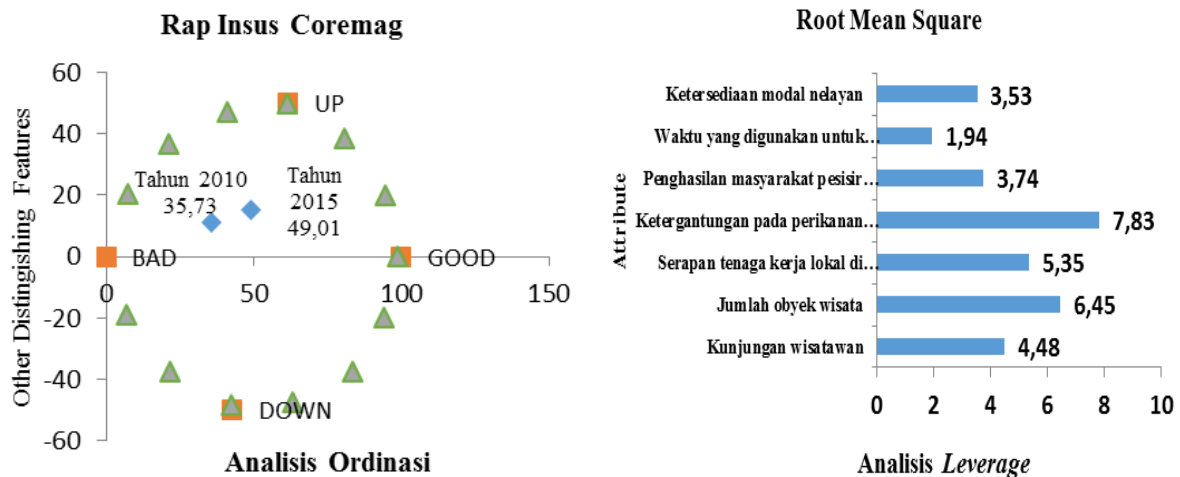 Rap Insus Coremag
Other Distingishing Features
60
40
20
0
-20
-40
-60
UP
Tahun 2010
35,73
Tahun
2015
49,01
BAD
GOOD
DOWN
0
50
100
150
Analisis Ordinasi
Root Mean Square
Attribute
Ketersediaan modal nelayan
3,53
Waktu yang digunakan untuk…
1,94
Penghasilan masyarakat pesisir…
3,74
Ketergantungan pada perikanan…
7,83
Serapan tenaga kerja lokal di…
5,35
Jumlah obyek wisata
6,45
Kunjungan wisatawan
4,48
0 2 4 6 8 10
Analisis Leverage